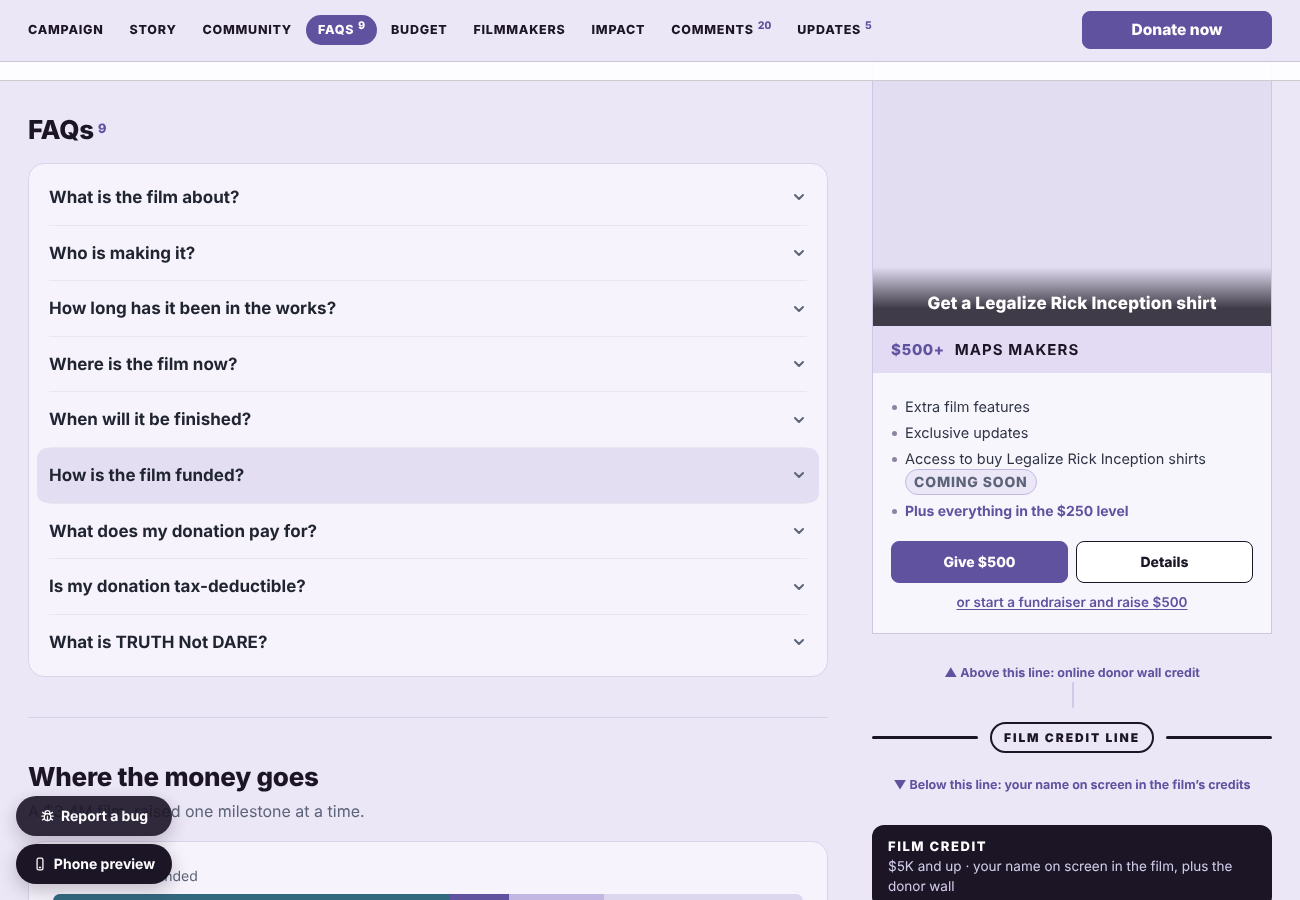 CAMPAIGN STORY COMMUNITY FAQS 9 BUDGET FILMMAKERS IMPACT COMMENTS 20 UPDATES 5 Donate now
FAQs 9
What is the film about?
Who is making it?
How long has it been in the works?
Where is the film now?
When will it be finished?
How is the film funded?
What does my donation pay for?
Is my donation tax-deductible?
What is TRUTH Not DARE?
Where the money goes
raised one milestone at a time.
Report a bug
Phone preview
Get a Legalize Rick Inception shirt
$500+ MAPS MAKERS
Extra film features
Exclusive updates
Access to buy Legalize Rick Inception shirts
COMING SOON
Plus everything in the $250 level
Give $500 Details
or start a fundraiser and raise $500
▲ Above this line: online donor wall credit
FILM CREDIT LINE
▼ Below this line: your name on screen in the film’s credits
FILM CREDIT
$5K and up · your name on screen in the film, plus the
donor wall